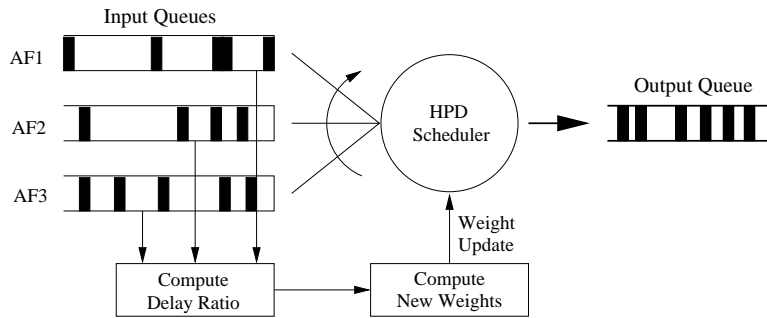 Input Queues
AF1
AF2
AF3
HPD
Scheduler
Output Queue
Weight
Update
Compute
Delay Ratio
Compute
New Weights